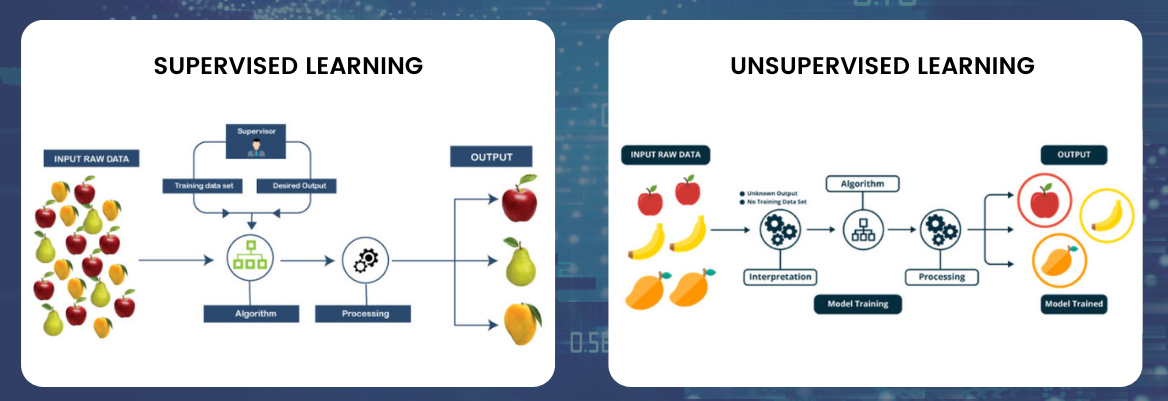 SUPERVISED LEARNING
Supervisor
INPUT RAW DATA
OUTPUT
Training data set
Desired Output
Algorithm
Processing
UNSUPERVISED LEARNING
INPUT RAW DATA
OUTPUT
Unknown Output
No Training Data Set
Algorithm
Interpretation
Processing
Model Training
Model Trained